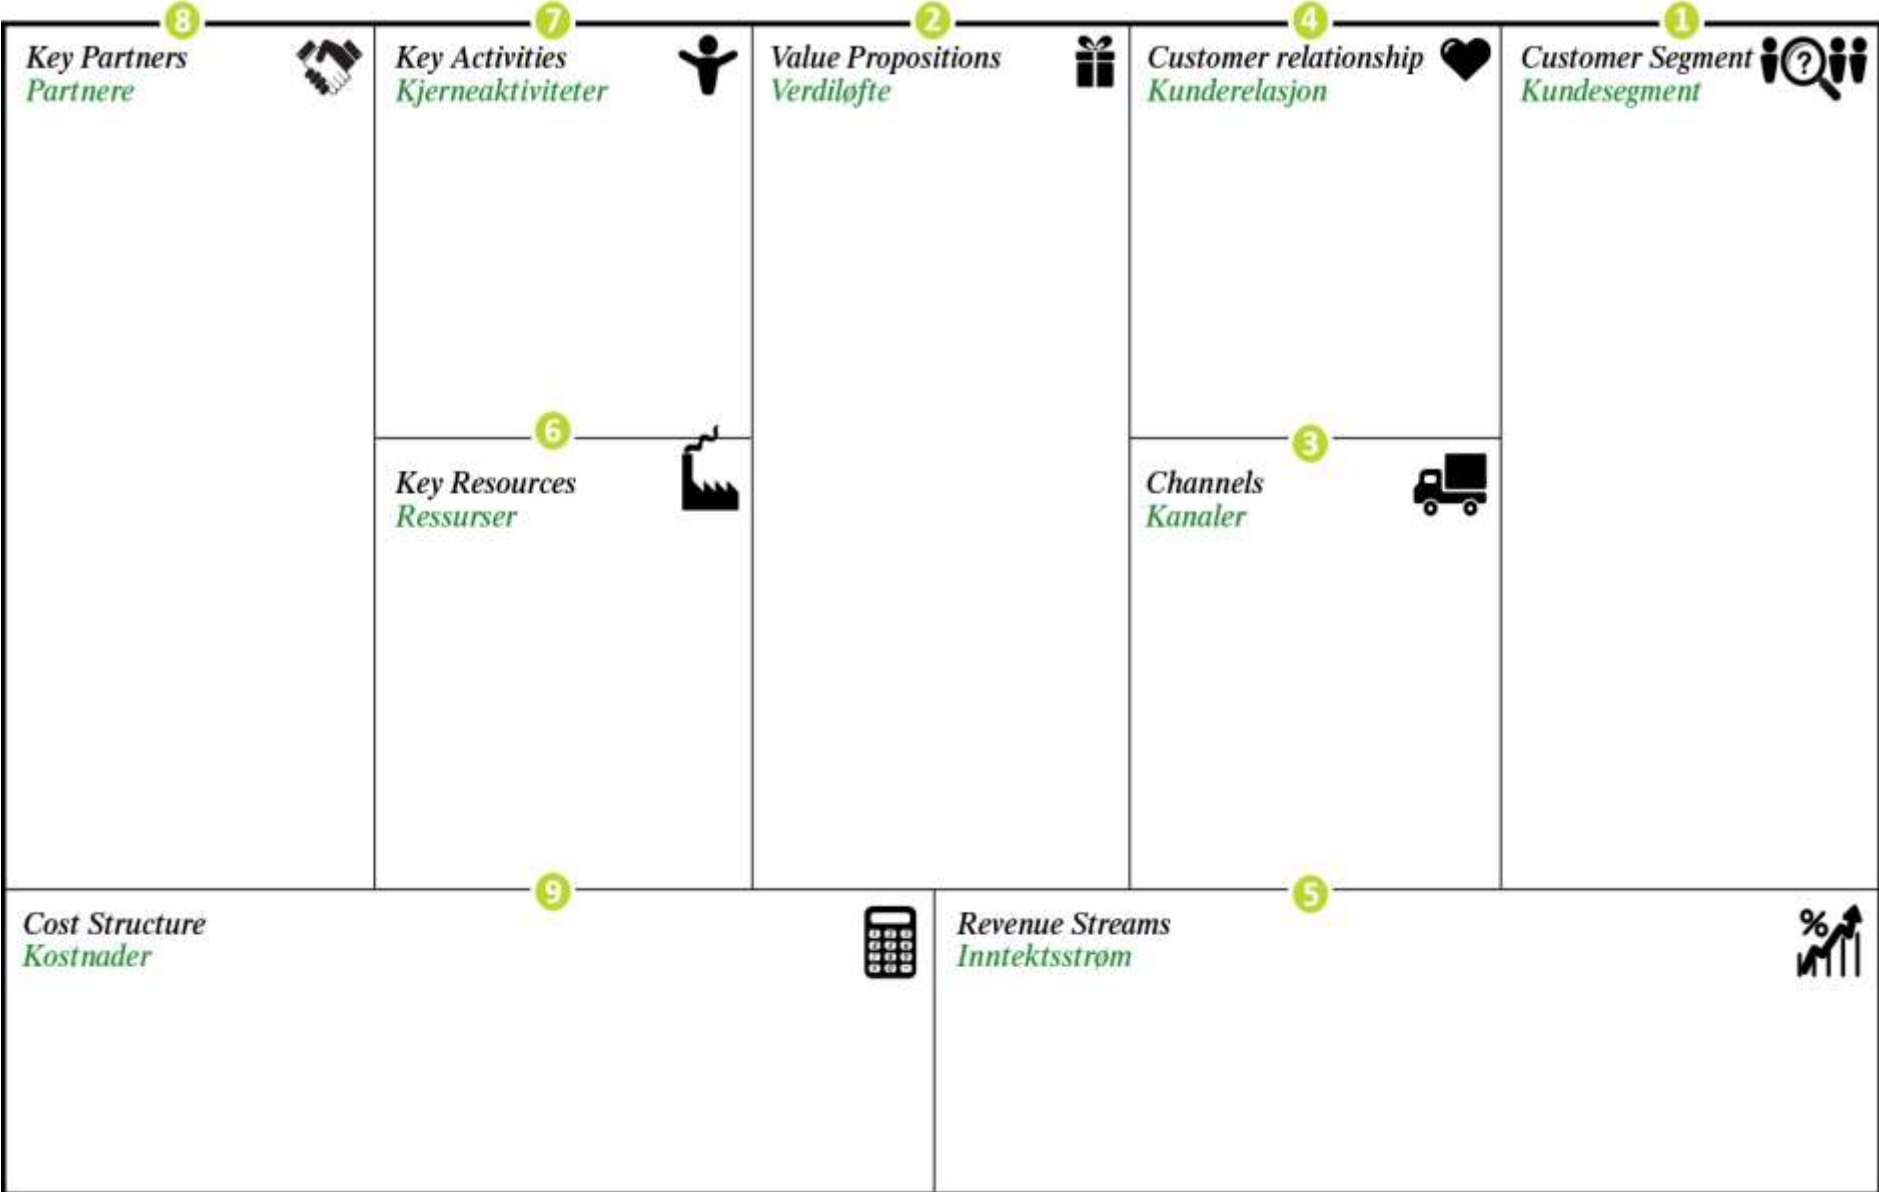 8
Key Partners
Partnere
7
Key Activities
Kjerneaktiviteter
2
Value Propositions
Verdiløfte
4
Customer relationship
Kunderelasjon
1
Customer Segment
?
Kundesegment
6
Key Resources
Ressurser
3
Channels
Kanaler
9
Cost Structure
Kostnader
5
Revenue Streams
Inntektsstrøm
%